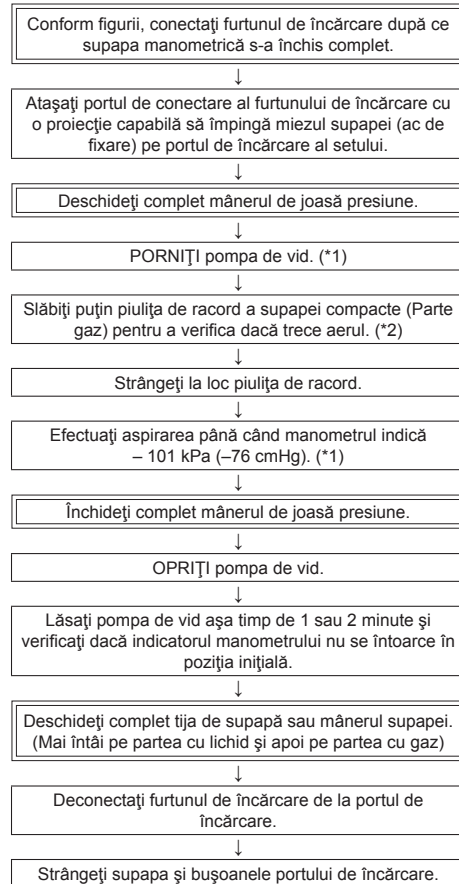 Conform figurii, conectaţi furtunul de încărcare după ce
supapa manometrică s-a închis complet.
↓
Ataşaţi portul de conectare al furtunului de încărcare cu
o proiecţie capabilă să împingă miezul supapei (ac de
fixare) pe portul de încărcare al setului.
↓
Deschideţi complet mânerul de joasă presiune.
↓
PORNIŢI pompa de vid. (*1)
↓
Slăbiţi puţin piuliţa de racord a supapei compacte (Parte
gaz) pentru a verifica dacă trece aerul. (*2)
↓
Strângeţi la loc piuliţa de racord.
↓
Efectuaţi aspirarea până când manometrul indică
– 101 kPa (–76 cmHg). (*1)
↓
Închideţi complet mânerul de joasă presiune.
↓
OPRIŢI pompa de vid.
↓
Lăsaţi pompa de vid aşa timp de 1 sau 2 minute şi
verificaţi dacă indicatorul manometrului nu se întoarce în
poziţia iniţială.
↓
Deschideţi complet tija de supapă sau mânerul supapei.
(Mai întâi pe partea cu lichid şi apoi pe partea cu gaz)
↓
Deconectaţi furtunul de încărcare de la portul de
încărcare.
↓
Strângeţi supapa şi buşoanele portului de încărcare.